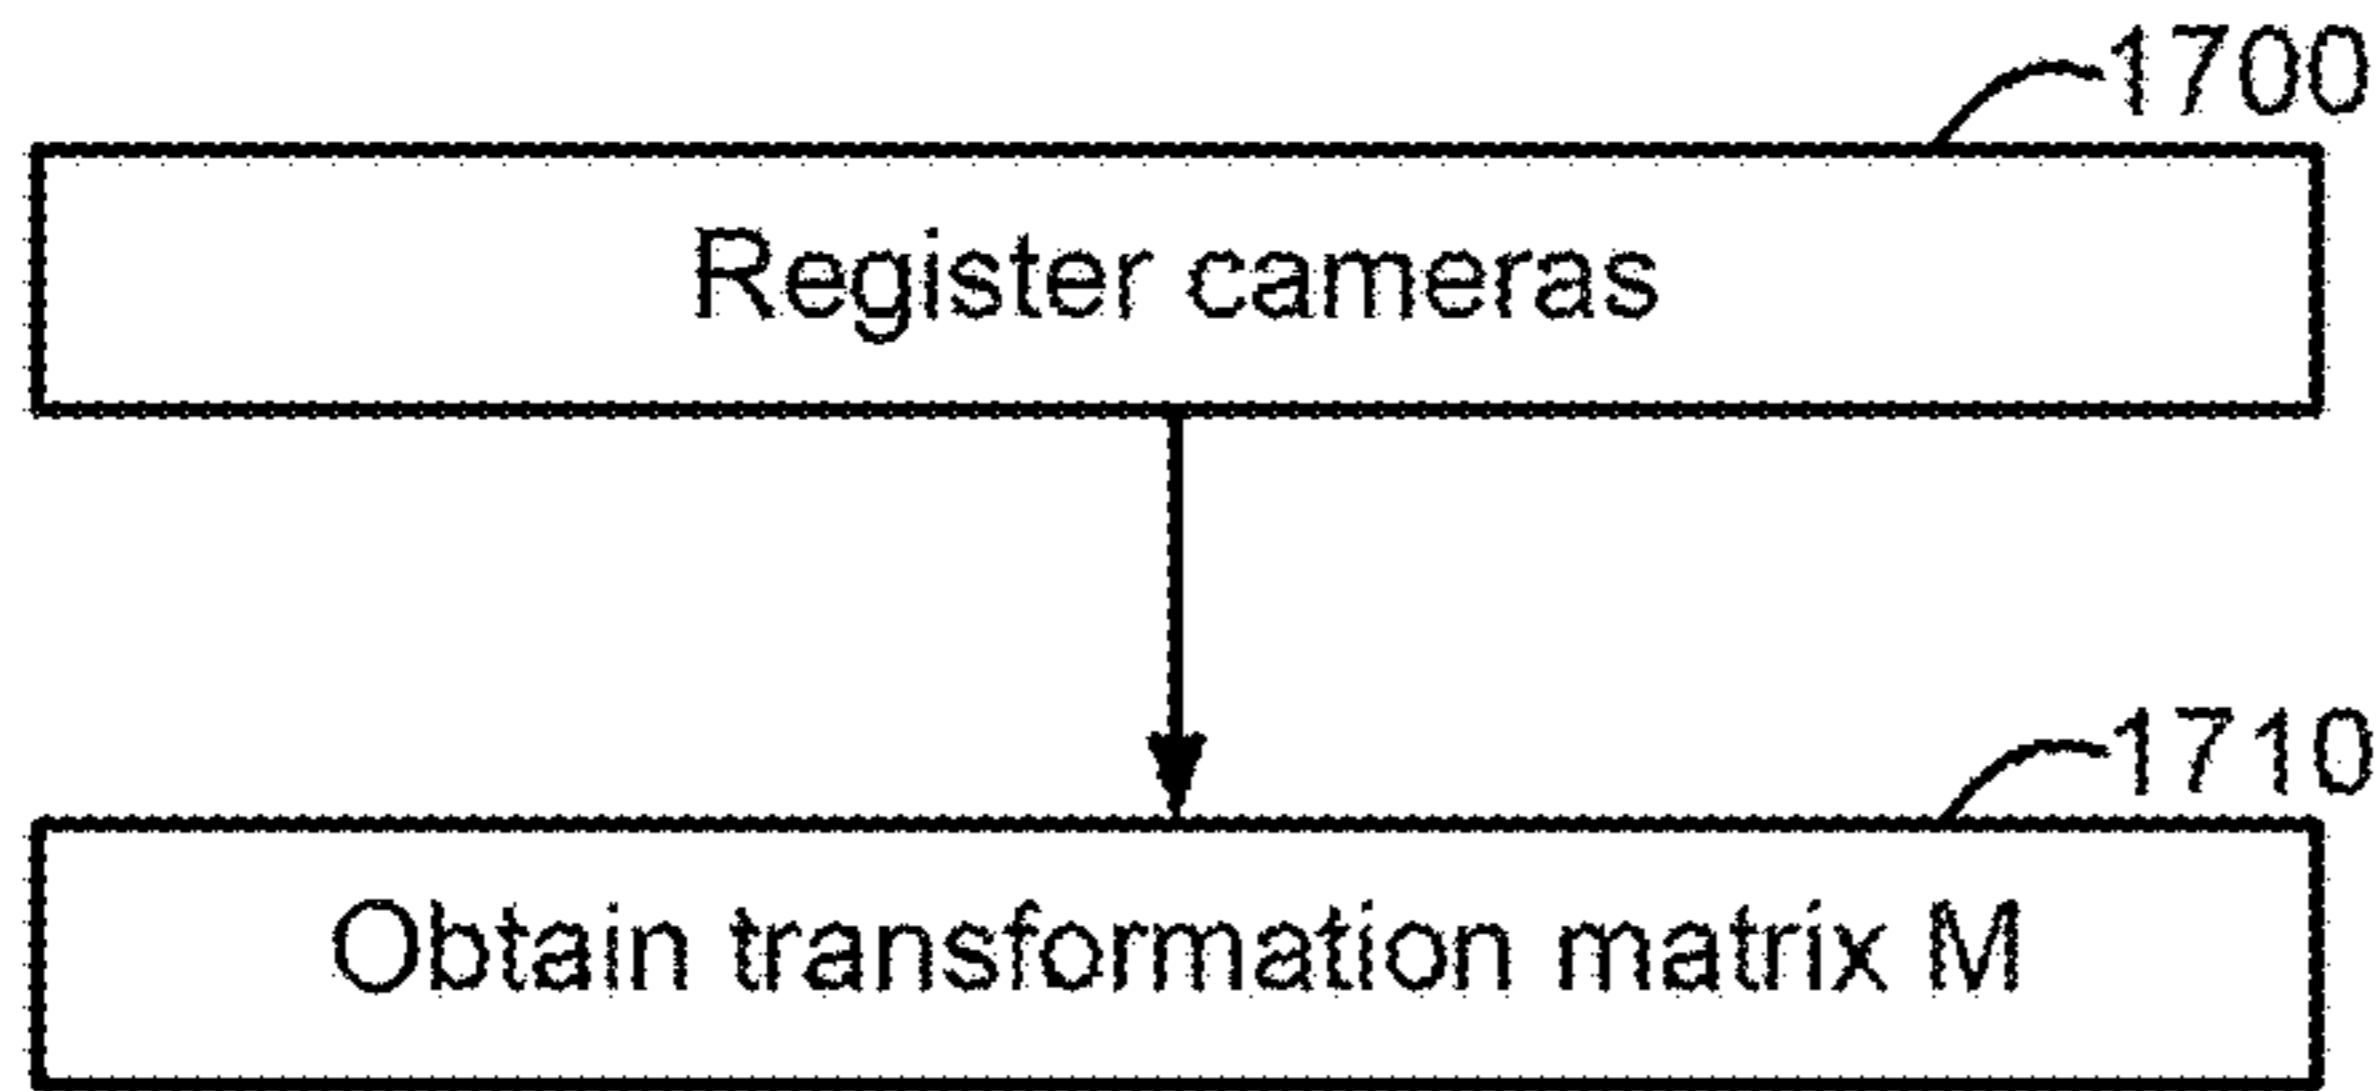 1700
Register cameras
1710
Obtain transformation matrix M